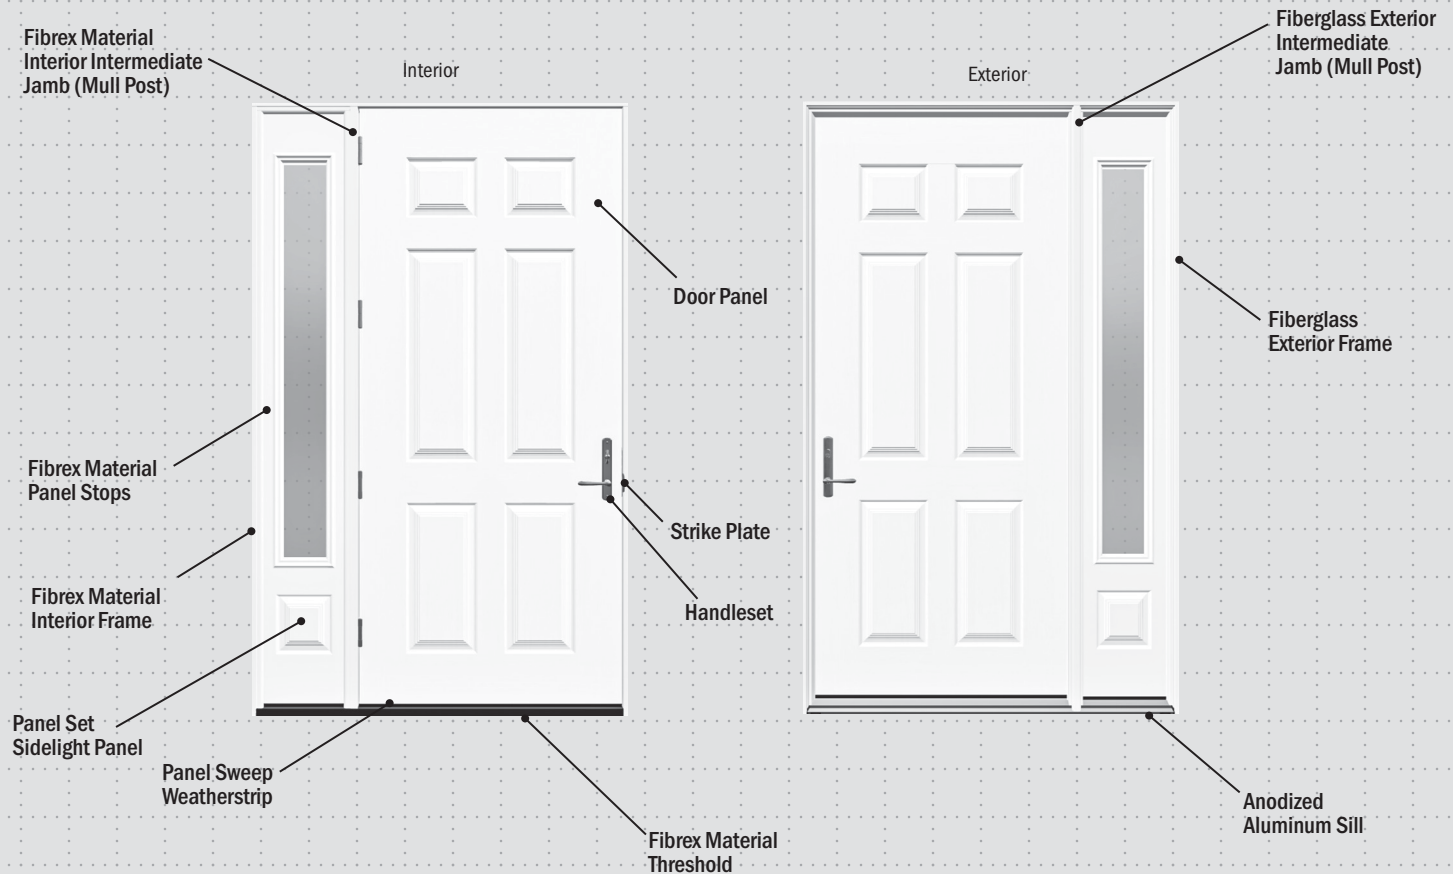 Fibrex Material
Interior Intermediate
Jamb (Mull Post)
Interior
Exterior
Fiberglass Exterior
Intermediate
Jamb (Mull Post)
Door Panel
Fiberglass
Exterior Frame
Fibrex Material
Panel Stops
Strike Plate
Fibrex Material
Interior Frame
Handleset
Panel Set
Sidelight Panel
Panel Sweep
Weatherstrip
Anodized
Aluminum Sill
Fibrex Material
Threshold